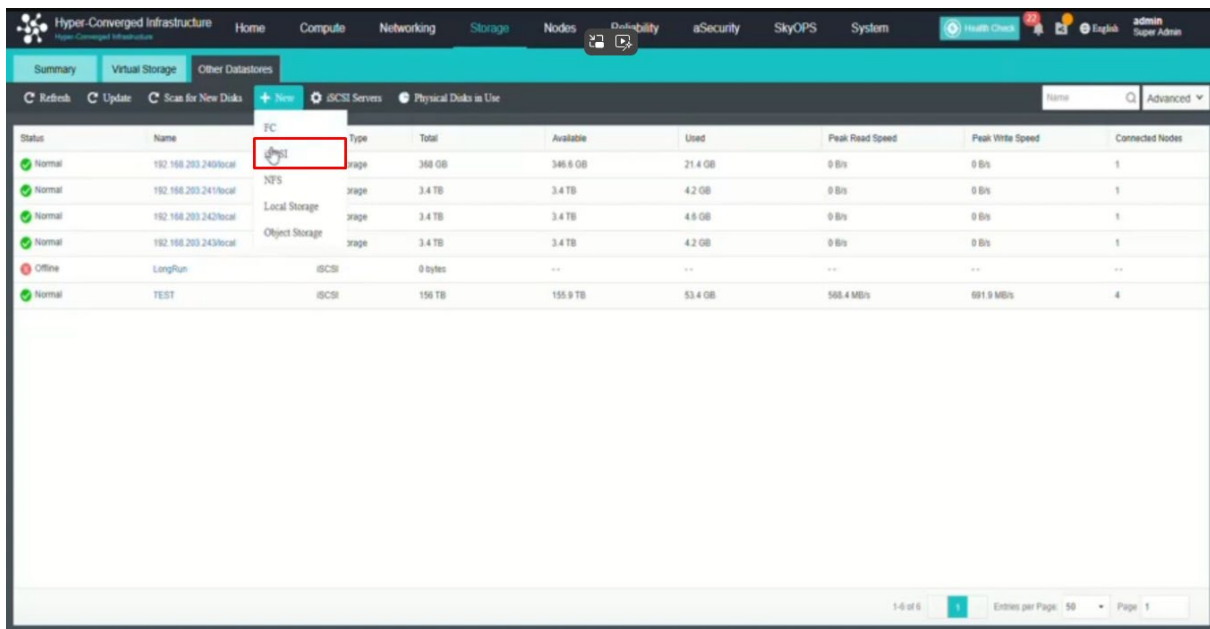 Hyper-Converged Infrastructure
Hyper-Converged Infrastructure
Home Compute Networking Storage Nodes Reliability aSecurity SkyOPS System Health Check 22 English admin
Super Admin
Summary Virtual Storage Other Datastores
Refresh Update Scan for New Disks New iSCSI Servers Physical Disks in Use Name Advanced
FC
iSCSI
NFS
Local Storage
Object Storage
Status Name Type Total Available Used Peak Read Speed Peak Write Speed Connected Nodes
Normal 192.168.203.240/local orage 368 GB 346.6 GB 21.4 GB 0 B/s 0 B/s 1
Normal 192.168.203.241/local orage 3.4 TB 3.4 TB 4.2 GB 0 B/s 0 B/s 1
Normal 192.168.203.242/local orage 3.4 TB 3.4 TB 4.6 GB 0 B/s 0 B/s 1
Normal 192.168.203.243/local orage 3.4 TB 3.4 TB 4.2 GB 0 B/s 0 B/s 1
Offline LongRun iSCSI 0 bytes -- -- -- -- --
Normal TEST iSCSI 156 TB 155.9 TB 53.4 GB 568.4 MB/s 691.9 MB/s 4
1-6 of 6 1 Entries per Page: 50 Page 1